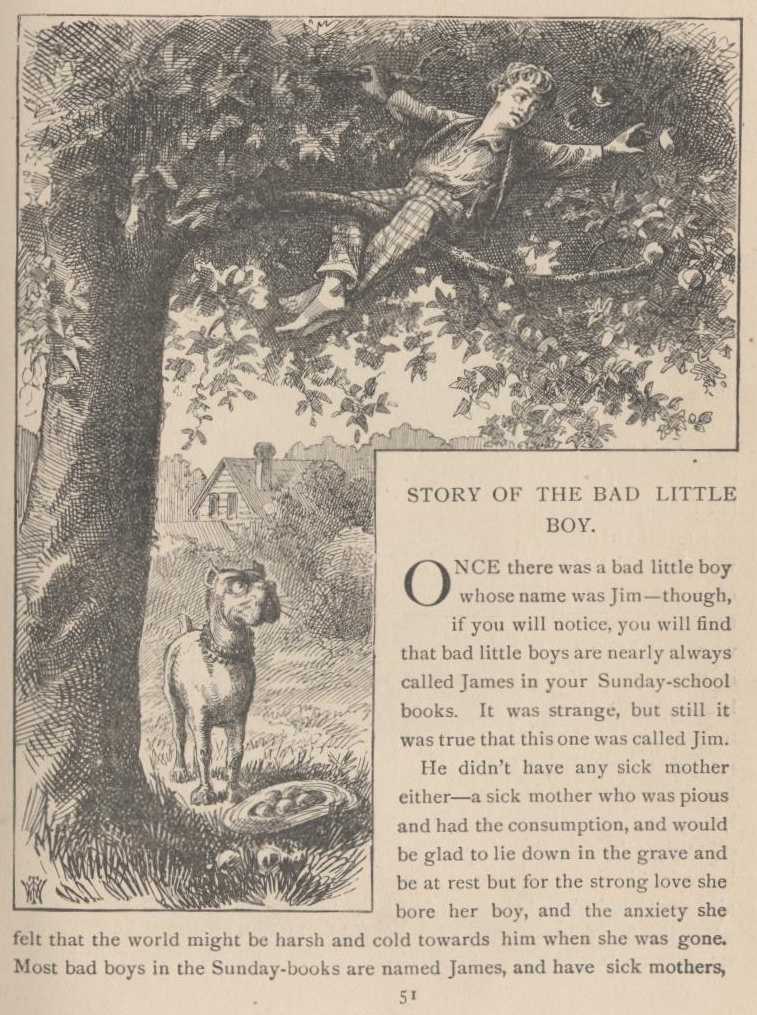 STORY OF THE BAD LITTLE
BOY.
ONCE there was a bad little boy
whose name was Jim—though,
if you will notice, you will find
that bad little boys are nearly always
called James in your Sunday-school
books. It was strange, but still it
was true that this one was called Jim.
He didn't have any sick mother
either—a sick mother who was pious
and had the consumption, and would
be glad to lie down in the grave and
be at rest but for the strong love she
bore her boy, and the anxiety she
felt that the world might be harsh and cold towards him when she was gone.
Most bad boys in the Sunday-books are named James, and have sick mothers,
51